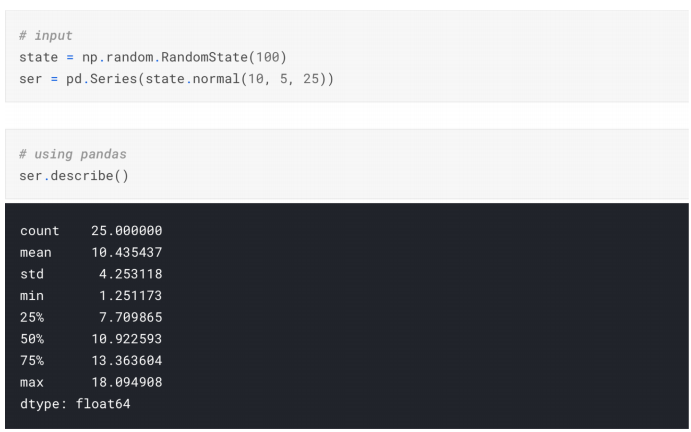 # input
state = np.random.RandomState(100)
ser = pd.Series(state.normal(10, 5, 25))
# using pandas
ser.describe()
count    25.000000
mean     10.435437
std       4.253118
min       1.251173
25%       7.709865
50%      10.922593
75%      13.363604
max      18.094908
dtype: float64